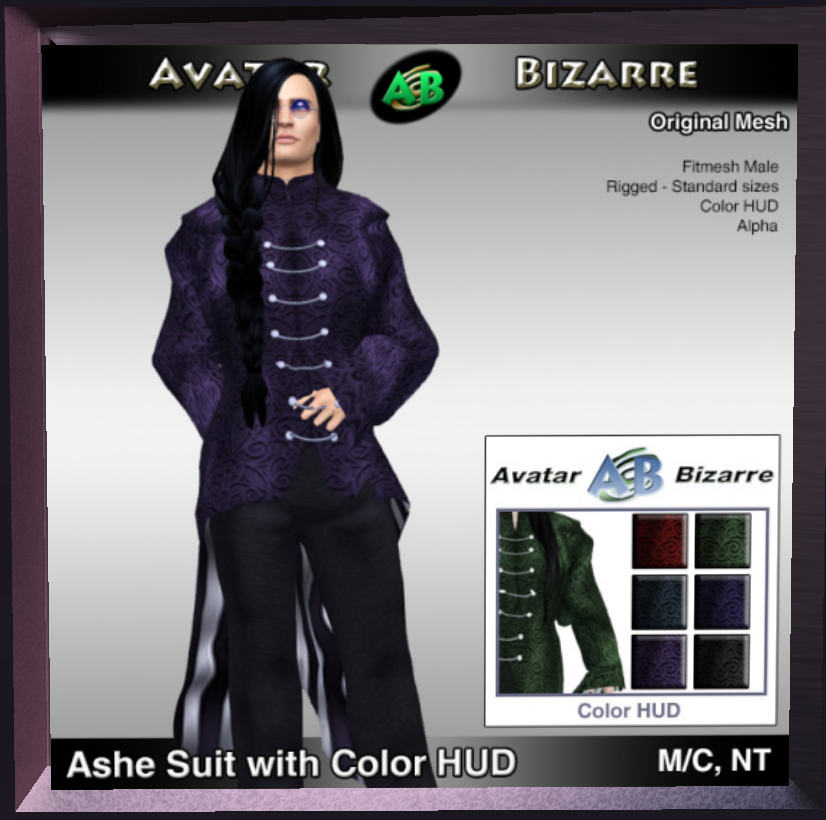 Avatar AB Bizarre
Original Mesh
Fitmesh Male
Rigged - Standard sizes
Color HUD
Alpha
Avatar AB Bizarre
Color HUD
Ashe Suit with Color HUD
M/C, NT